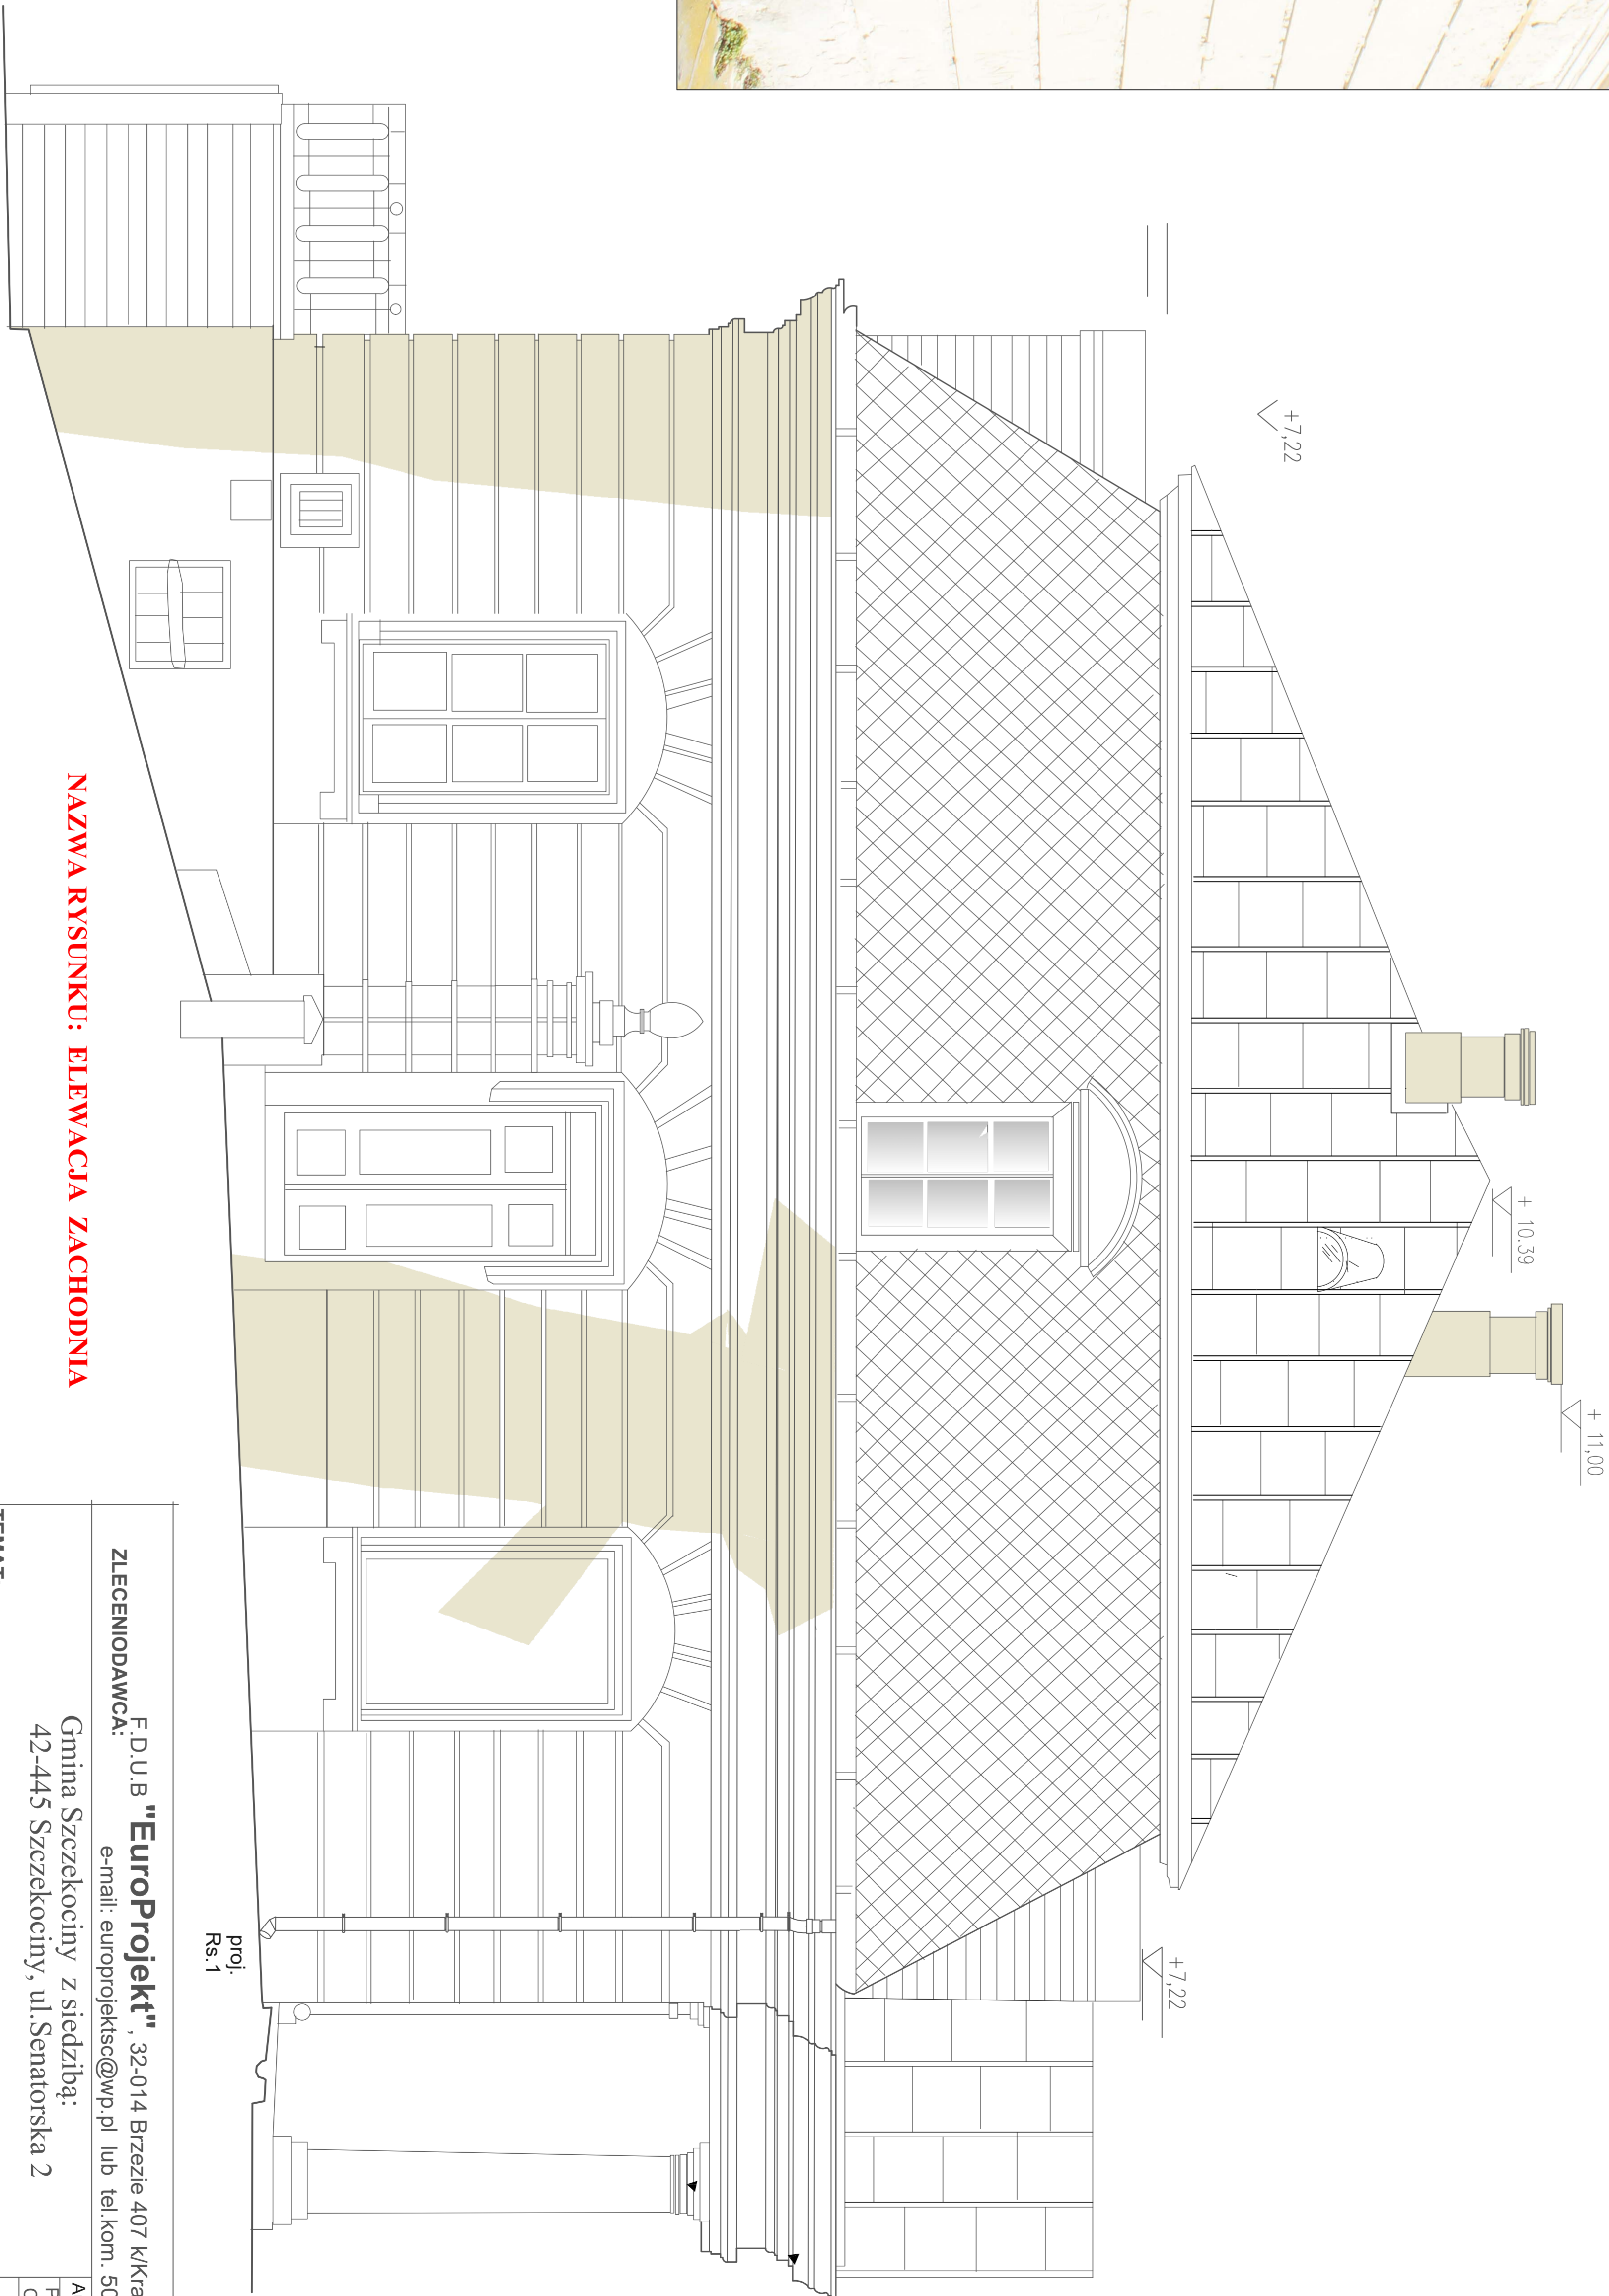 + 11,00
+ 10.39
+7,22
+7,22
proj.
Rs.1
NAZWA RYSUNKU: ELEWACJA ZACHODNIA
F.D.U.B "EuroProjekt", 32-014 Brzezie 407 k/Kra
e-mail: europrojektsc@wp.pl lub tel.kom. 50
ZLECENIODAWCA:
Gmina Szczekociny z siedzibą:
42-445 Szczekociny, ul.Senatorska 2
TEMAT: